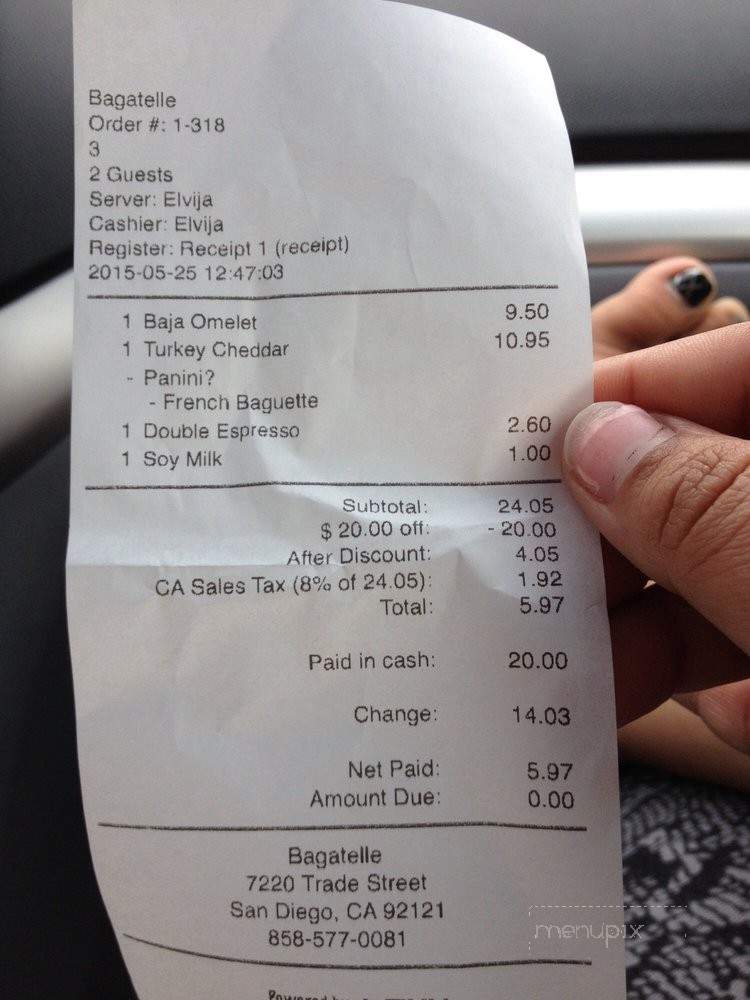 Bagatelle
Order #: 1-318
3
2 Guests
Server: Elvija
Cashier: Elvija
Register: Receipt 1 (receipt)
2015-05-25 12:47:03
1 Baja Omelet 9.50
1 Turkey Cheddar 10.95
- Panini?
- French Baguette
1 Double Espresso 2.60
1 Soy Milk 1.00
Subtotal: 24.05
$ 20.00 off: - 20.00
After Discount: 4.05
CA Sales Tax (8% of 24.05): 1.92
Total: 5.97
Paid in cash: 20.00
Change: 14.03
Net Paid: 5.97
Amount Due: 0.00
Bagatelle
7220 Trade Street
San Diego, CA 92121
858-577-0081
menupix
Powered by